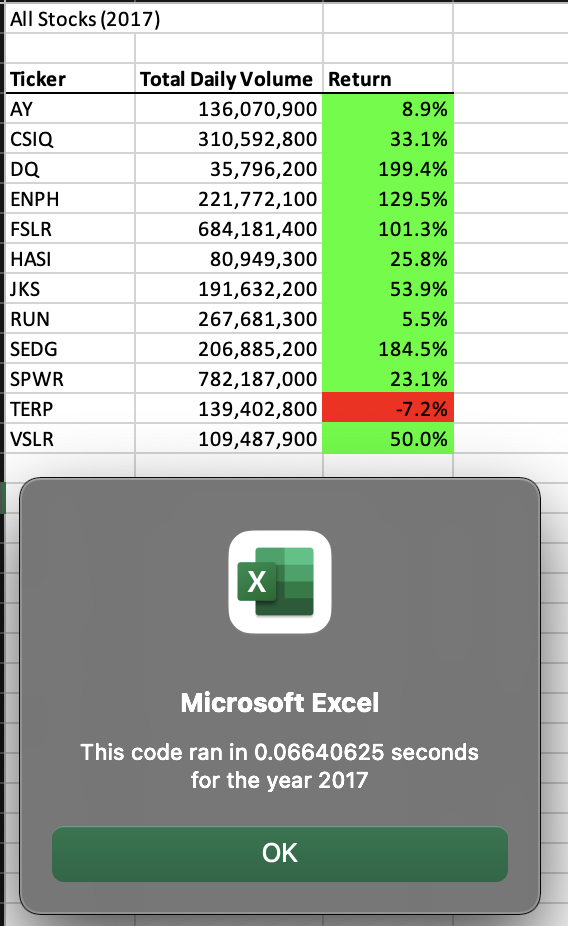 All Stocks (2017)
Ticker Total Daily Volume Return
AY 136,070,900 8.9%
CSIQ 310,592,800 33.1%
DQ 35,796,200 199.4%
ENPH 221,772,100 129.5%
FSLR 684,181,400 101.3%
HASI 80,949,300 25.8%
JKS 191,632,200 53.9%
RUN 267,681,300 5.5%
SEDG 206,885,200 184.5%
SPWR 782,187,000 23.1%
TERP 139,402,800 -7.2%
VSLR 109,487,900 50.0%
X
Microsoft Excel
This code ran in 0.06640625 seconds
for the year 2017
OK